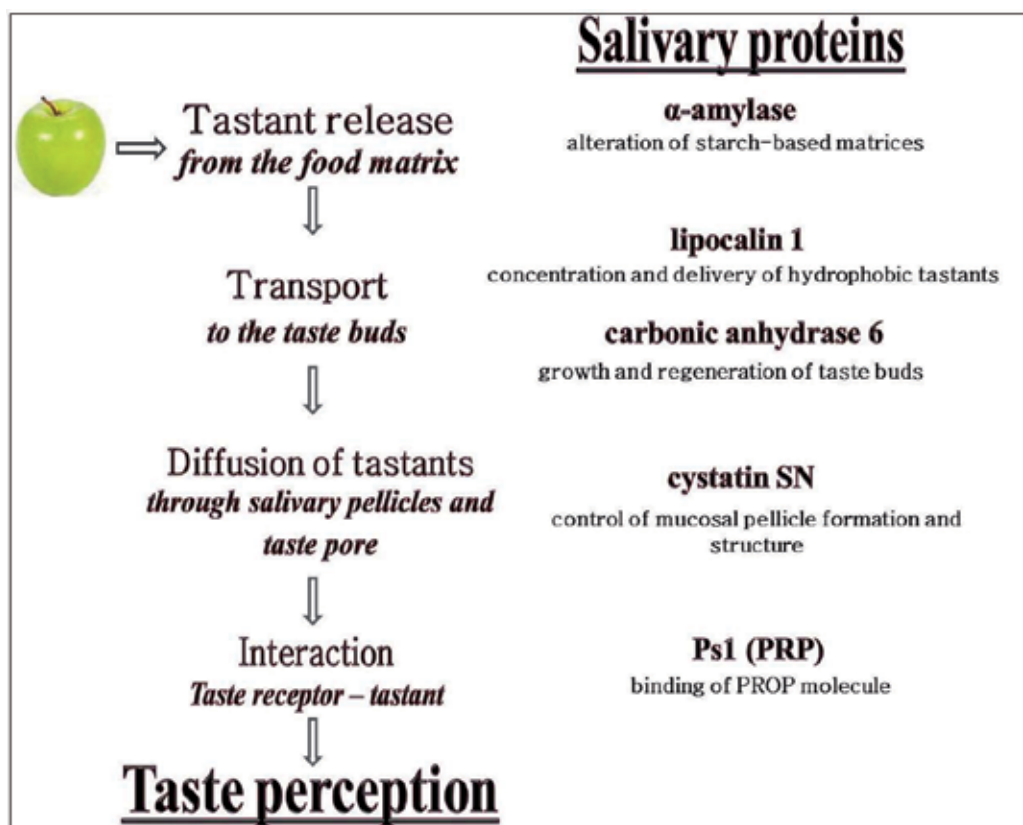 Salivary proteins
Tastant release
from the food matrix
α-amylase
alteration of starch-based matrices
Transport
to the taste buds
lipocalin 1
concentration and delivery of hydrophobic tastants
carbonic anhydrase 6
growth and regeneration of taste buds
Diffusion of tastants
through salivary pellicles and
taste pore
cystatin SN
control of mucosal pellicle formation and
structure
Interaction
Taste receptor – tastant
Ps1 (PRP)
binding of PROP molecule
Taste perception